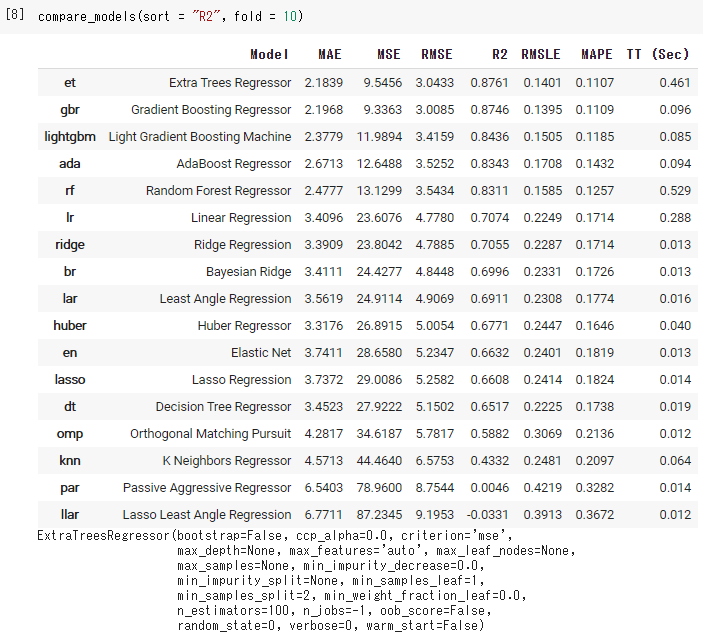 [8] compare_models(sort = "R2", fold = 10)
Model MAE MSE RMSE R2 RMSLE MAPE TT (Sec)
et Extra Trees Regressor 2.1839 9.5456 3.0433 0.8761 0.1401 0.1107 0.461
gbr Gradient Boosting Regressor 2.1968 9.3363 3.0085 0.8746 0.1395 0.1109 0.096
lightgbm Light Gradient Boosting Machine 2.3779 11.9894 3.4159 0.8436 0.1505 0.1185 0.085
ada AdaBoost Regressor 2.6713 12.6488 3.5252 0.8343 0.1708 0.1432 0.094
rf Random Forest Regressor 2.4777 13.1299 3.5434 0.8311 0.1585 0.1257 0.529
lr Linear Regression 3.4096 23.6076 4.7780 0.7074 0.2249 0.1714 0.288
ridge Ridge Regression 3.3909 23.8042 4.7885 0.7055 0.2287 0.1714 0.013
br Bayesian Ridge 3.4111 24.4277 4.8448 0.6996 0.2331 0.1726 0.013
lar Least Angle Regression 3.5619 24.9114 4.9069 0.6911 0.2308 0.1774 0.016
huber Huber Regressor 3.3176 26.8915 5.0054 0.6771 0.2447 0.1646 0.040
en Elastic Net 3.7411 28.6580 5.2347 0.6632 0.2401 0.1819 0.013
lasso Lasso Regression 3.7372 29.0086 5.2582 0.6608 0.2414 0.1824 0.014
dt Decision Tree Regressor 3.4523 27.9222 5.1502 0.6517 0.2225 0.1738 0.019
omp Orthogonal Matching Pursuit 4.2817 34.6187 5.7817 0.5882 0.3069 0.2136 0.012
knn K Neighbors Regressor 4.5713 44.4640 6.5753 0.4332 0.2481 0.2097 0.064
par Passive Aggressive Regressor 6.5403 78.9600 8.7544 0.0046 0.4219 0.3282 0.014
llar Lasso Least Angle Regression 6.7711 87.2345 9.1953 -0.0331 0.3913 0.3672 0.012
ExtraTreesRegressor(bootstrap=False, ccp_alpha=0.0, criterion='mse',
max_depth=None, max_features='auto', max_leaf_nodes=None,
max_samples=None, min_impurity_decrease=0.0,
min_impurity_split=None, min_samples_leaf=1,
min_samples_split=2, min_weight_fraction_leaf=0.0,
n_estimators=100, n_jobs=-1, oob_score=False,
random_state=0, verbose=0, warm_start=False)